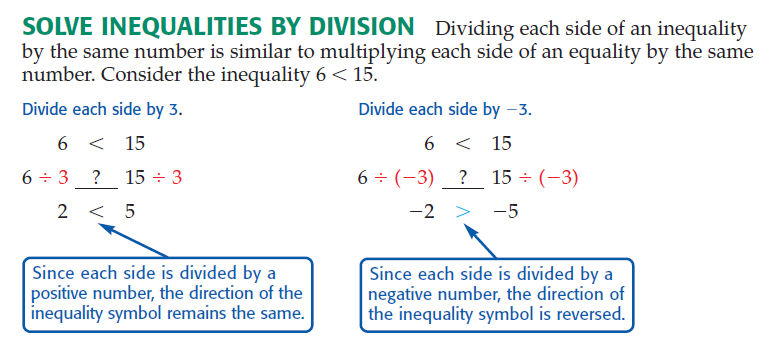 SOLVE INEQUALITIES BY DIVISION Dividing each side of an inequality
by the same number is similar to multiplying each side of an equality by the same
number. Consider the inequality 6 < 15.
Divide each side by 3.
6 < 15
6 ÷ 3 ? 15 ÷ 3
2 < 5
Since each side is divided by a
positive number, the direction of the
inequality symbol remains the same.
Divide each side by −3.
6 < 15
6 ÷ (−3) ? 15 ÷ (−3)
−2 > −5
Since each side is divided by a
negative number, the direction of
the inequality symbol is reversed.